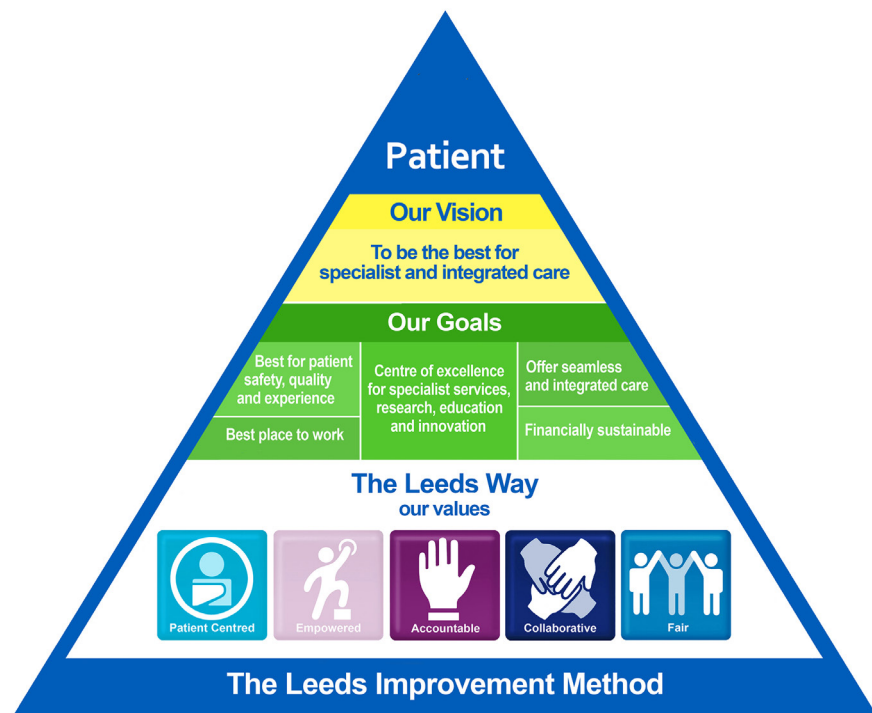 Patient
Our Vision
To be the best for
specialist and integrated care
Our Goals
Best for patient
safety, quality
and experience
Best place to work
Centre of excellence
for specialist services,
research, education
and innovation
Offer seamless
and integrated care
Financially sustainable
The Leeds Way
our values
Patient Centred
Empowered
Accountable
Collaborative
Fair
The Leeds Improvement Method